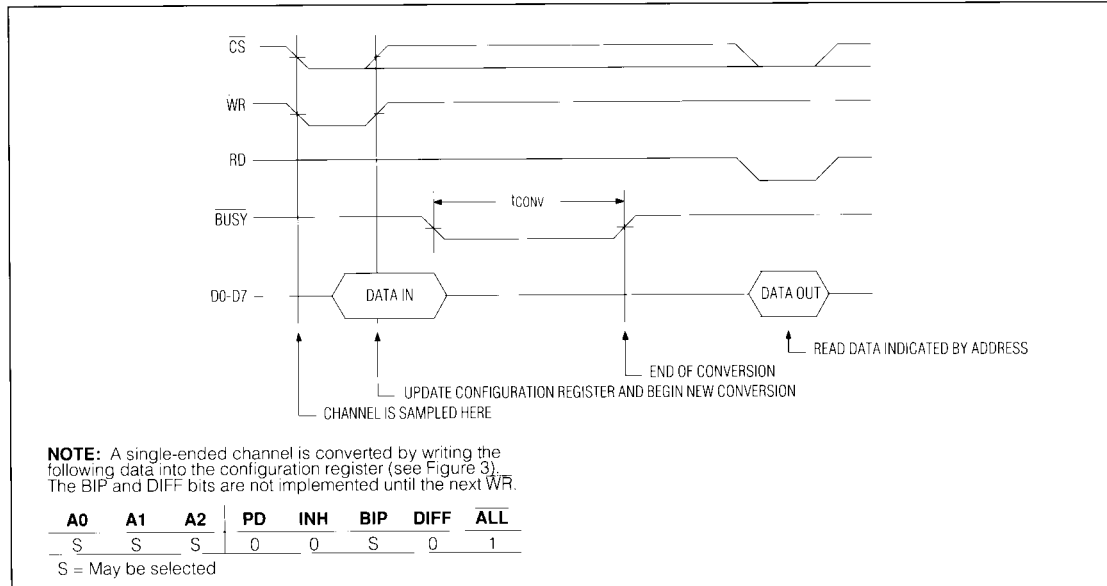 CS
WR
RD
BUSY
tCONV
D0-D7
DATA IN
DATA OUT
READ DATA INDICATED BY ADDRESS
END OF CONVERSION
UPDATE CONFIGURATION REGISTER AND BEGIN NEW CONVERSION
CHANNEL IS SAMPLED HERE
NOTE: A single-ended channel is converted by writing the
following data into the configuration register (see Figure 3).
The BIP and DIFF bits are not implemented until the next WR.
A0 A1 A2 PD INH BIP DIFF ALL
S S S 0 0 S 0 1
S = May be selected